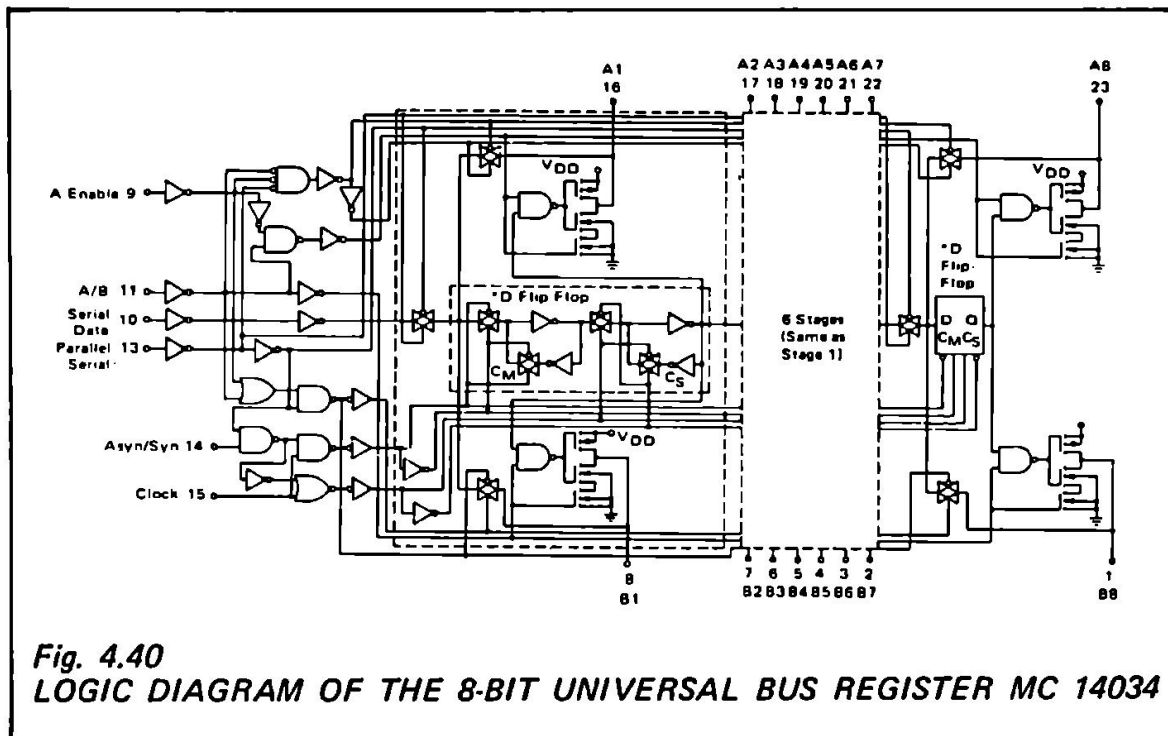 A1
16
A2 A3 A4 A5 A6 A7
17 18 19 20 21 22
A8
23
A Enable 9
VDD
VDD
A/B 11
Serial
Data 10
Parallel 13
Serial
*D Flip Flop
CM
CS
6 Stages
(Same as
Stage 1)
*D
Flip-
Flop
D Q
CM CS
Asyn/Syn 14
Clock 15
VDD
8
B1
7 6 5 4 3 2
B2 B3 B4 B5 B6 B7
1
B8
Fig. 4.40
LOGIC DIAGRAM OF THE 8-BIT UNIVERSAL BUS REGISTER MC 14034